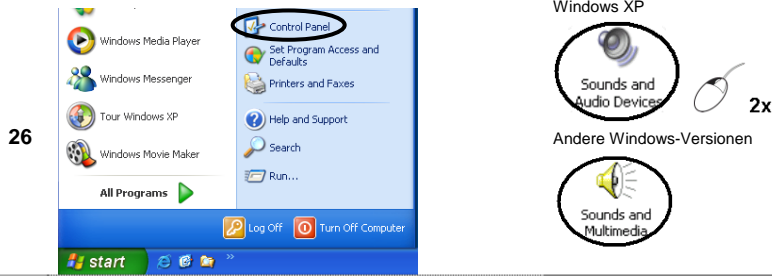 26
Windows Media Player
Windows Messenger
Tour Windows XP
Windows Movie Maker
All Programs
Control Panel
Set Program Access and
Defaults
Printers and Faxes
Help and Support
Search
Run...
Log Off
Turn Off Computer
start
»
Windows XP
Sounds and
Audio Devices
2x
Andere Windows-Versionen
Sounds and
Multimedia